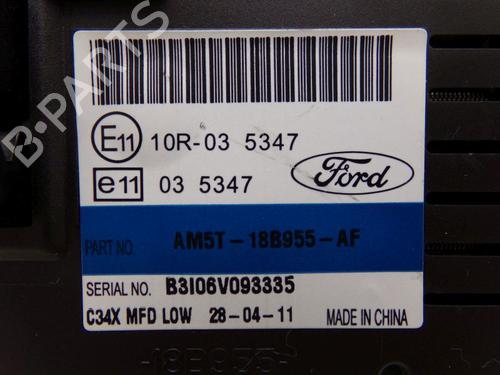 B-PARTS
E11 10R-03 5347
e11 03 5347
Ford
PART NO. AM5T-18B955-AF
SERIAL NO. B3I06V093335
C34X MFD LOW 28-04-11 MADE IN CHINA
-18B955-